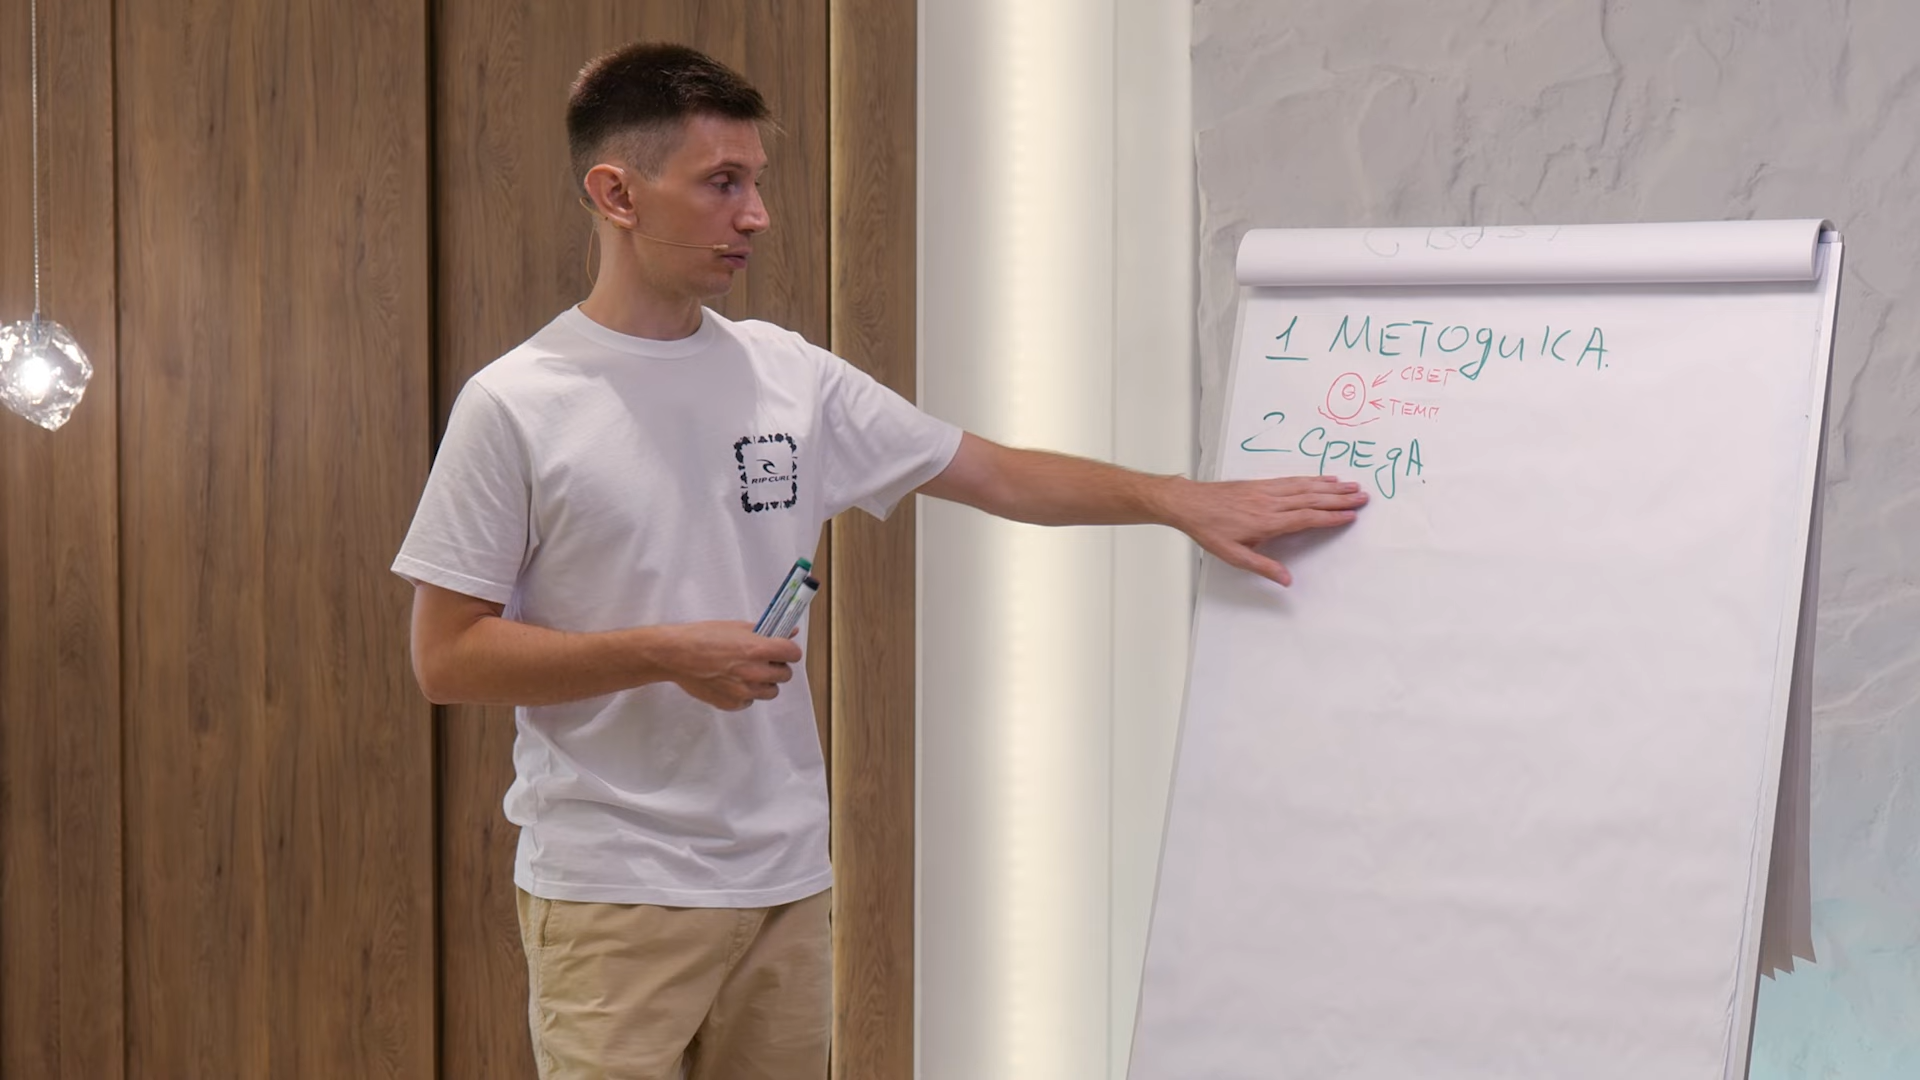 1 МЕТОДИКА.
СВЕТ
ТЕМП.
2 СРЕДА.
RIP CURL